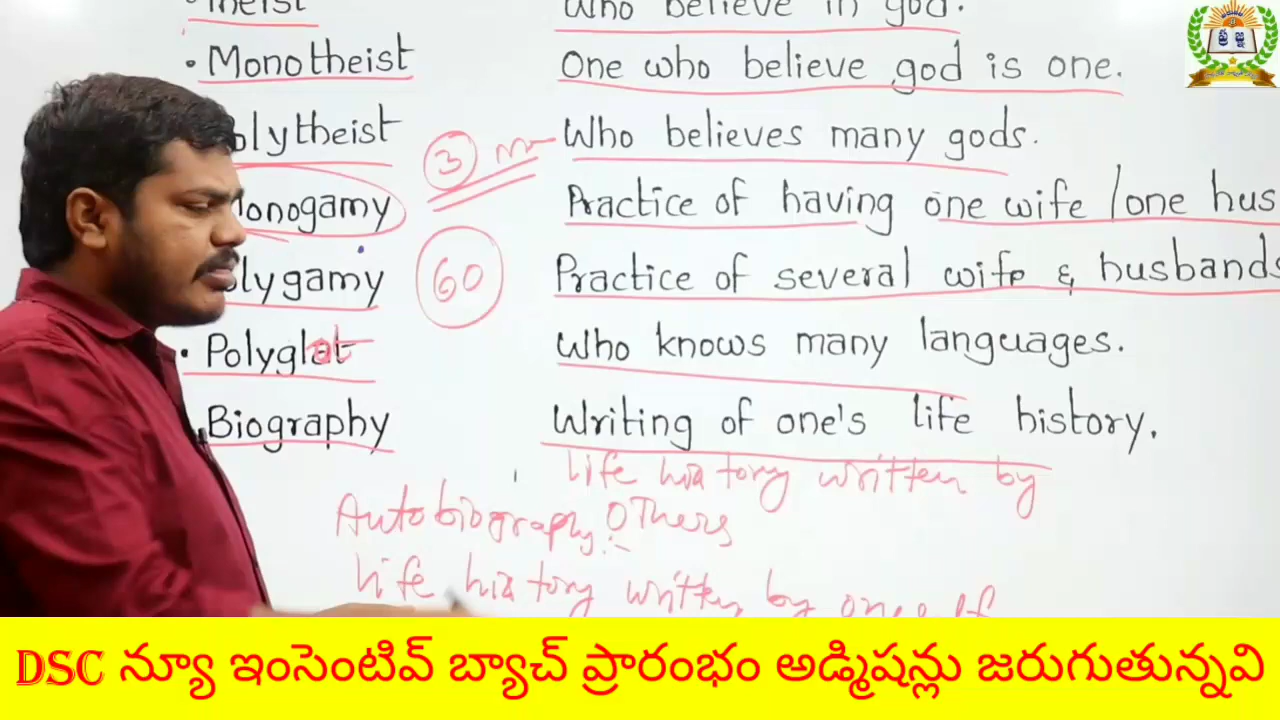 Theist Who believe in god.
• Monotheist One who believe god is one.
olytheist 3 Who believes many gods.
Monogamy Practice of having one wife / one hus
olygamy 60 Practice of several wife & husbands
• Polyglot Who knows many languages.
• Biography Writing of one's life history.
Life history written by
Autobiography:- Others
Life history written by oneself
DSC న్యూ ఇంసెంటివ్ బ్యాచ్ ప్రారంభం అడ్మిషన్లు జరుగుతున్నవి